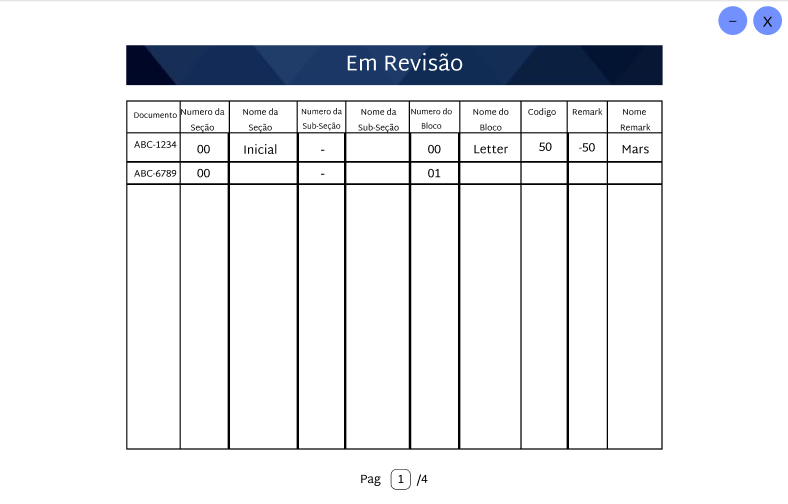 – X
Em Revisão
Documento Numero da Seção Nome da Seção Numero da Sub-Seção Nome da Sub-Seção Numero do Bloco Nome do Bloco Codigo Remark Nome Remark
ABC-1234 00 Inicial - 00 Letter 50 -50 Mars
ABC-6789 00 - 01
Pag 1 /4